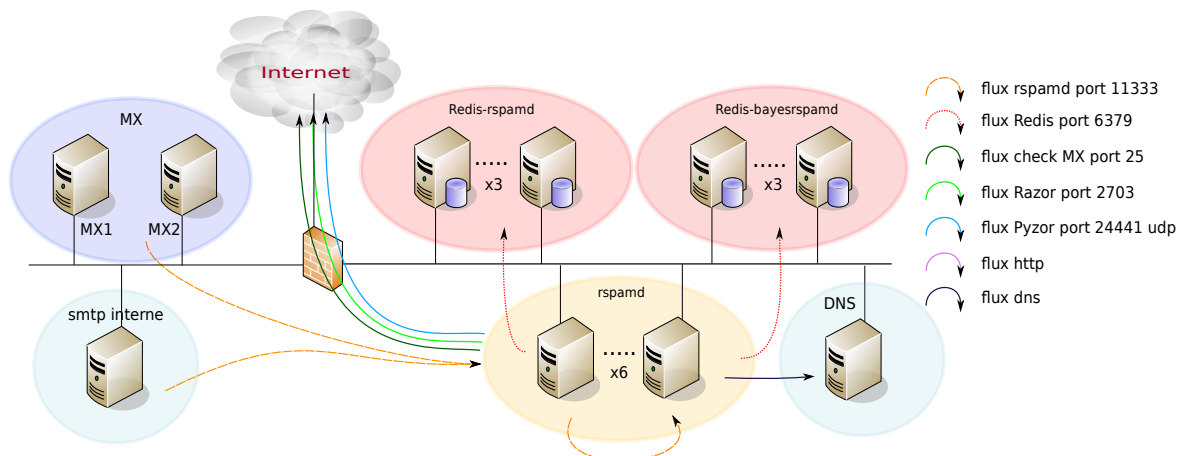 Internet
MX
MX1
MX2
Redis-rspamd
.....
x3
Redis-bayesrspamd
.....
x3
smtp interne
rspamd
.....
x6
DNS
flux rspamd port 11333
flux Redis port 6379
flux check MX port 25
flux Razor port 2703
flux Pyzor port 24441 udp
flux http
flux dns